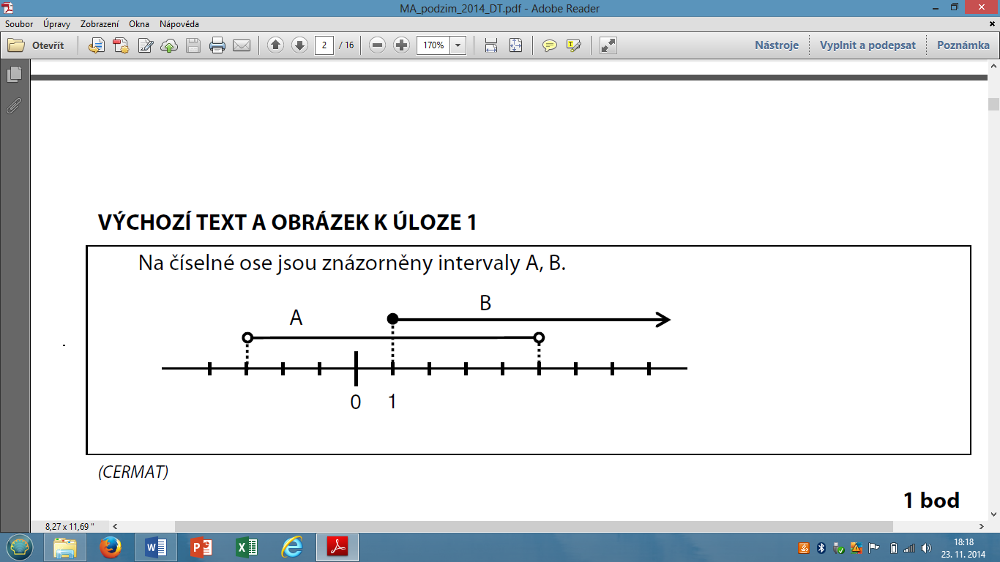 MA_podzim_2014_DT.pdf - Adobe Reader
Soubor Úpravy Zobrazení Okna Nápověda
Otevřít 2 / 16 170% Nástroje Vyplnit a podepsat Poznámka
VÝCHOZÍ TEXT A OBRÁZEK K ÚLOZE 1
Na číselné ose jsou znázorněny intervaly A, B.
B
A
0 1
(CERMAT)
1 bod
8,27 x 11,69 "
18:18
23. 11. 2014